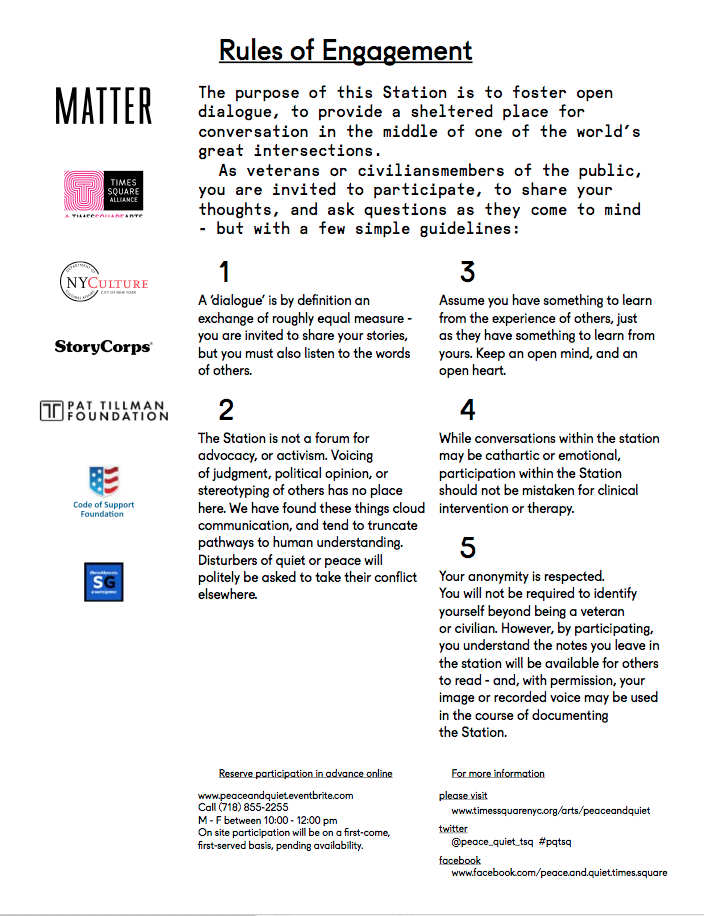 Rules of Engagement
MATTER
TIMES
SQUARE
ALLIANCE
NYCULTURE
CITY OF NEW YORK
StoryCorps
PAT TILLMAN
FOUNDATION
Code of Support
Foundation
SG
The purpose of this Station is to foster open
dialogue, to provide a sheltered place for
conversation in the middle of one of the world's
great intersections.
As veterans or civiliansmembers of the public,
you are invited to participate, to share your
thoughts, and ask questions as they come to mind
- but with a few simple guidelines:
1
A 'dialogue' is by definition an
exchange of roughly equal measure -
you are invited to share your stories,
but you must also listen to the words
of others.
2
The Station is not a forum for
advocacy, or activism. Voicing
of judgment, political opinion, or
stereotyping of others has no place
here. We have found these things cloud
communication, and tend to truncate
pathways to human understanding.
Disturbers of quiet or peace will
politely be asked to take their conflict
elsewhere.
3
Assume you have something to learn
from the experience of others, just
as they have something to learn from
yours. Keep an open mind, and an
open heart.
4
While conversations within the station
may be cathartic or emotional,
participation within the Station
should not be mistaken for clinical
intervention or therapy.
5
Your anonymity is respected.
You will not be required to identify
yourself beyond being a veteran
or civilian. However, by participating,
you understand the notes you leave in
the station will be available for others
to read - and, with permission, your
image or recorded voice may be used
in the course of documenting
the Station.
Reserve participation in advance online
www.peaceandquiet.eventbrite.com
Call (718) 855-2255
M - F between 10:00 - 12:00 pm
On site participation will be on a first-come,
first-served basis, pending availability.
For more information
please visit
www.timessquarenyc.org/arts/peaceandquiet
twitter
@peace_quiet_tsq #pqtsq
facebook
www.facebook.com/peace.and.quiet.times.square